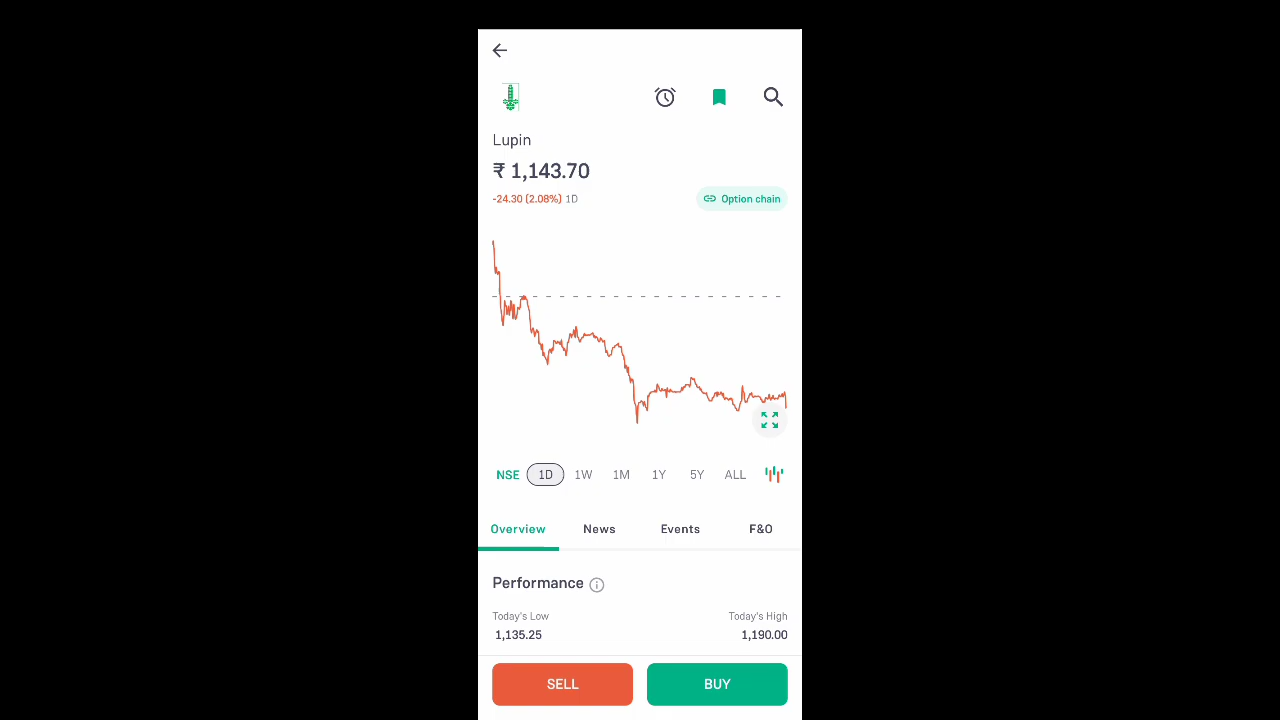 Lupin
₹ 1,143.70
-24.30 (2.08%) 1D
Option chain
NSE 1D 1W 1M 1Y 5Y ALL
Overview News Events F&O
Performance
Today's Low Today's High
1,135.25 1,190.00
SELL BUY